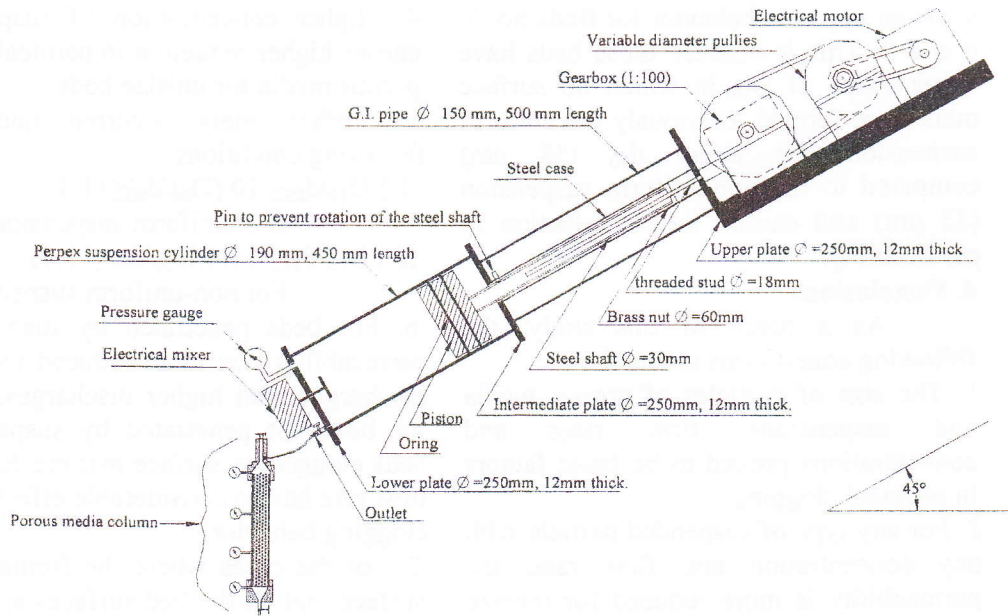 Electrical motor
Variable diameter pullies
Gearbox (1:100)
G.I. pipe ∅ 150 mm, 500 mm length
Steel case
Pin to prevent rotation of the steel shaft
Perpex suspension cylinder ∅ 190 mm, 450 mm length
Upper plate ∅ =250mm, 12mm thick
threaded stud ∅ =18mm
Pressure gauge
Brass nut ∅ =60mm
Electrical mixer
Steel shaft ∅ =30mm
Intermediate plate ∅ =250mm, 12mm thick.
Piston
Oring
Lower plate ∅ =250mm, 12mm thick.
45°
Outlet
Porous media column